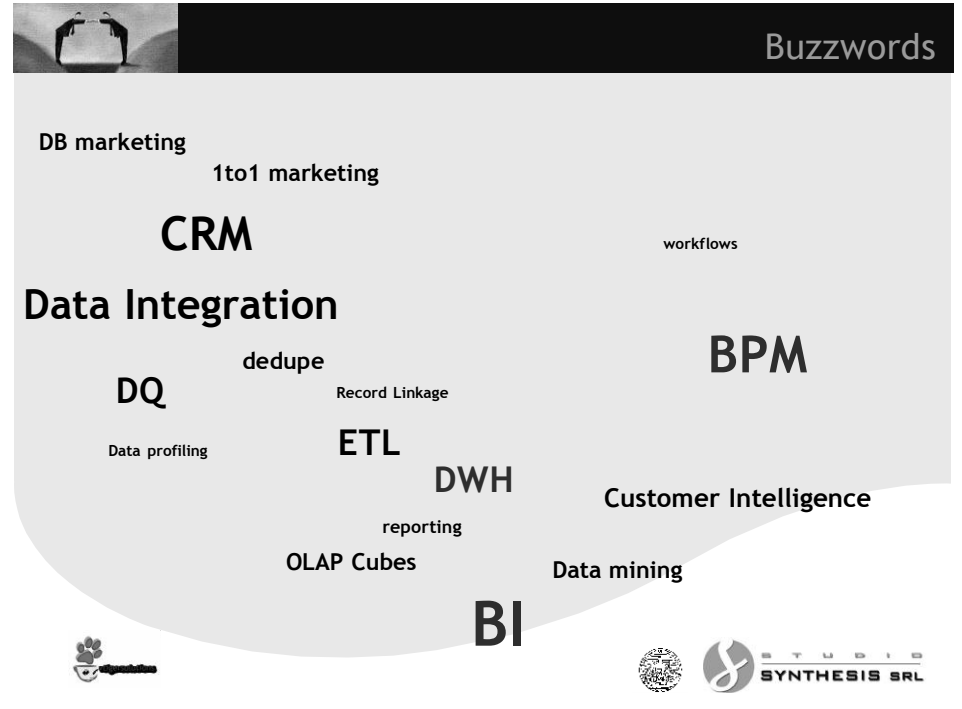 Buzzwords
DB marketing
1to1 marketing
CRM
workflows
Data Integration
BPM
dedupe
DQ
Record Linkage
ETL
Data profiling
DWH
Customer Intelligence
reporting
OLAP Cubes
Data mining
BI
STUDIO
SYNTHESIS SRL